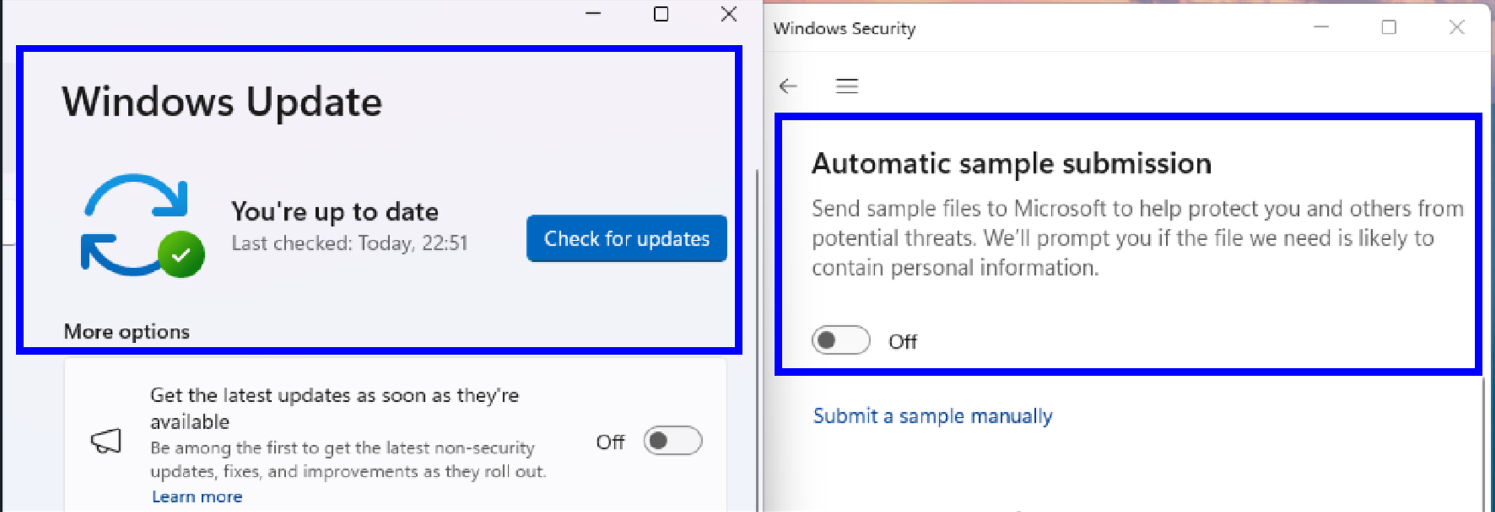 Windows Update
You're up to date
Last checked: Today, 22:51
Check for updates
More options
Get the latest updates as soon as they're
available
Be among the first to get the latest non-security
updates, fixes, and improvements as they roll out.
Learn more
Off
Windows Security
Automatic sample submission
Send sample files to Microsoft to help protect you and others from
potential threats. We'll prompt you if the file we need is likely to
contain personal information.
Off
Submit a sample manually